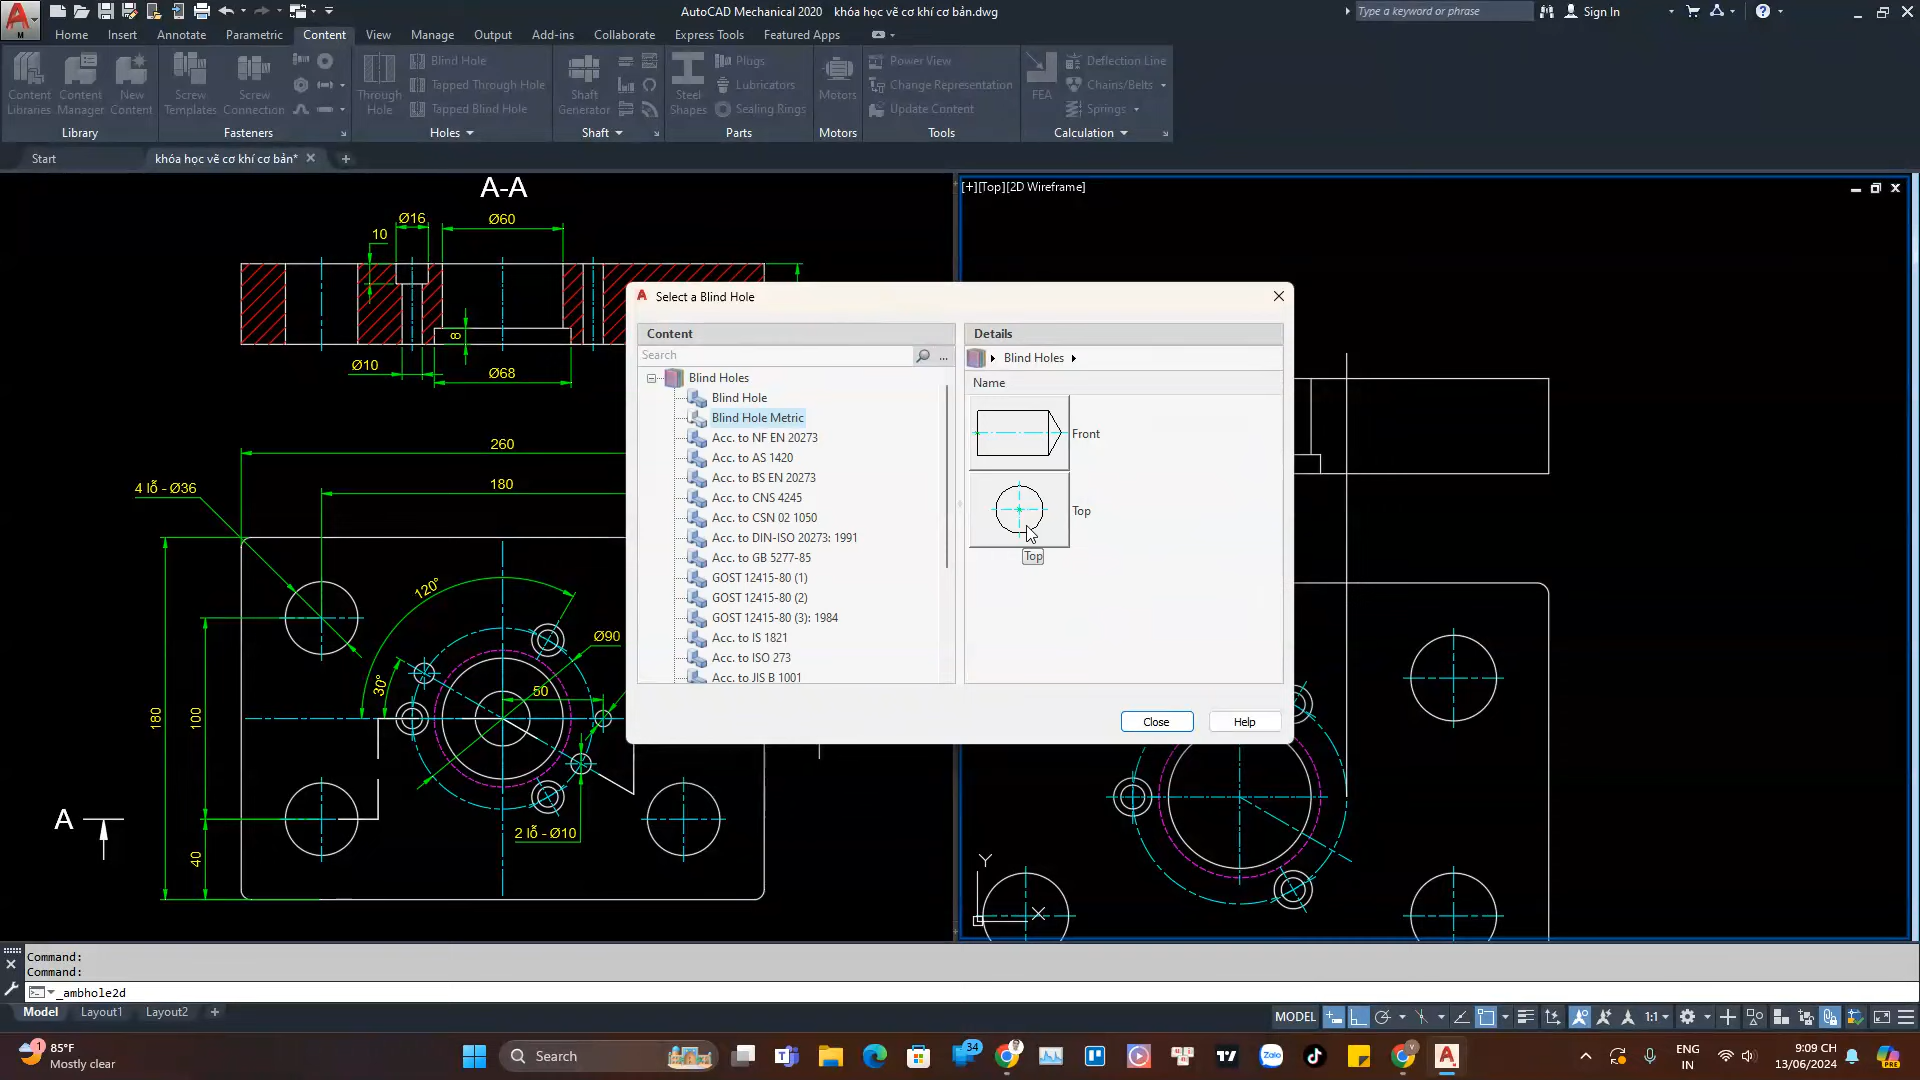 M
AutoCAD Mechanical 2020 khóa học vẽ cơ khí cơ bản.dwg
Type a keyword or phrase
Sign In
Home Insert Annotate Parametric Content View Manage Output Add-ins Collaborate Express Tools Featured Apps
Content Libraries
Content Manager
New Content
Library
Screw Templates
Screw Connection
Fasteners
Through Hole
Blind Hole
Tapped Through Hole
Tapped Blind Hole
Holes
Shaft Generator
Shaft
Steel Shapes
Plugs
Lubricators
Sealing Rings
Parts
Motors
Motors
Power View
Change Representation
Update Content
Tools
FEA
Deflection Line
Chains/Belts
Springs
Calculation
Start
khóa học vẽ cơ khí cơ bản*
[+][Top][2D Wireframe]
A-A
Ø16
Ø60
10
8
Ø10
Ø68
260
180
4 lỗ - Ø36
120°
Ø90
30°
50
180
100
40
2 lỗ - Ø10
A
Select a Blind Hole
Content
Search
...
Blind Holes
Blind Hole
Blind Hole Metric
Acc. to NF EN 20273
Acc. to AS 1420
Acc. to BS EN 20273
Acc. to CNS 4245
Acc. to CSN 02 1050
Acc. to DIN-ISO 20273: 1991
Acc. to GB 5277-85
GOST 12415-80 (1)
GOST 12415-80 (2)
GOST 12415-80 (3): 1984
Acc. to IS 1821
Acc. to ISO 273
Acc. to JIS B 1001
Details
Blind Holes
Name
Front
Top
Top
Close
Help
Y
X
Command:
Command:
_ambhole2d
Model Layout1 Layout2
MODEL
1:1
85°F
Mostly clear
Search
34
Zalo
ENG
IN
9:09 CH
13/06/2024
PRE